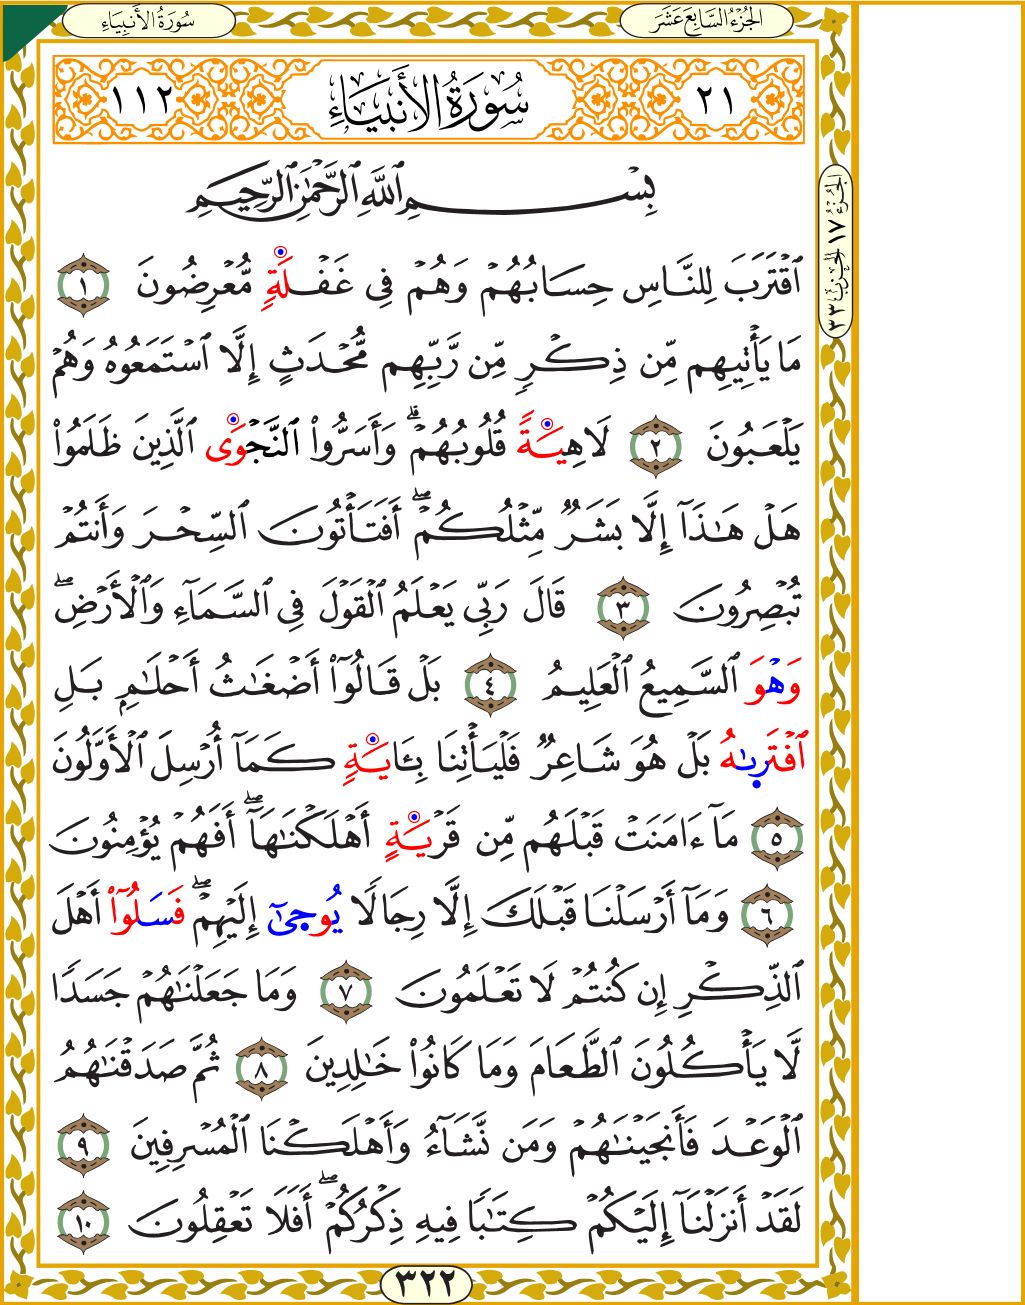 الجُزْءُ السَّابِعَ عَشَرَ
سُورَةُ الأَنبِيَاءِ
٢١ سُورَةُ الأَنبِيَاءِ ١١٢
بِسْمِ ٱللَّهِ ٱلرَّحْمَٰنِ ٱلرَّحِيمِ
ٱقْتَرَبَ لِلنَّاسِ حِسَابُهُمْ وَهُمْ فِى غَفْلَةٍ مُّعْرِضُونَ ١
مَا يَأْتِيهِم مِّن ذِكْرٍ مِّن رَّبِّهِم مُّحْدَثٍ إِلَّا ٱسْتَمَعُوهُ وَهُمْ
يَلْعَبُونَ ٢ لَاهِيَةً قُلُوبُهُمْ ۗ وَأَسَرُّوا۟ ٱلنَّجْوَى ٱلَّذِينَ ظَلَمُوا۟
هَلْ هَٰذَآ إِلَّا بَشَرٌ مِّثْلُكُمْ ۖ أَفَتَأْتُونَ ٱلسِّحْرَ وَأَنتُمْ
تُبْصِرُونَ ٣ قَالَ رَبِّى يَعْلَمُ ٱلْقَوْلَ فِى ٱلسَّمَآءِ وَٱلْأَرْضِ ۖ
وَهْوَ ٱلسَّمِيعُ ٱلْعَلِيمُ ٤ بَلْ قَالُوٓا۟ أَضْغَٰثُ أَحْلَٰمٍ بَلِ
ٱفْتَرَىٰهُ بَلْ هُوَ شَاعِرٌ فَلْيَأْتِنَا بِـَٔايَةٍ كَمَآ أُرْسِلَ ٱلْأَوَّلُونَ
٥ مَآ ءَامَنَتْ قَبْلَهُم مِّن قَرْيَةٍ أَهْلَكْنَٰهَآ ۖ أَفَهُمْ يُؤْمِنُونَ
٦ وَمَآ أَرْسَلْنَا قَبْلَكَ إِلَّا رِجَالًا يُوحَىٰٓ إِلَيْهِمْ ۖ فَسَلُوٓا۟ أَهْلَ
ٱلذِّكْرِ إِن كُنتُمْ لَا تَعْلَمُونَ ٧ وَمَا جَعَلْنَٰهُمْ جَسَدًا
لَّا يَأْكُلُونَ ٱلطَّعَامَ وَمَا كَانُوا۟ خَٰلِدِينَ ٨ ثُمَّ صَدَقْنَٰهُمُ
ٱلْوَعْدَ فَأَنجَيْنَٰهُمْ وَمَن نَّشَآءُ وَأَهْلَكْنَا ٱلْمُسْرِفِينَ ٩
لَقَدْ أَنزَلْنَآ إِلَيْكُمْ كِتَٰبًا فِيهِ ذِكْرُكُمْ ۖ أَفَلَا تَعْقِلُونَ ١٠
الجُزْءُ ١٧ الحِزْبُ ٣٣
٣٢٢